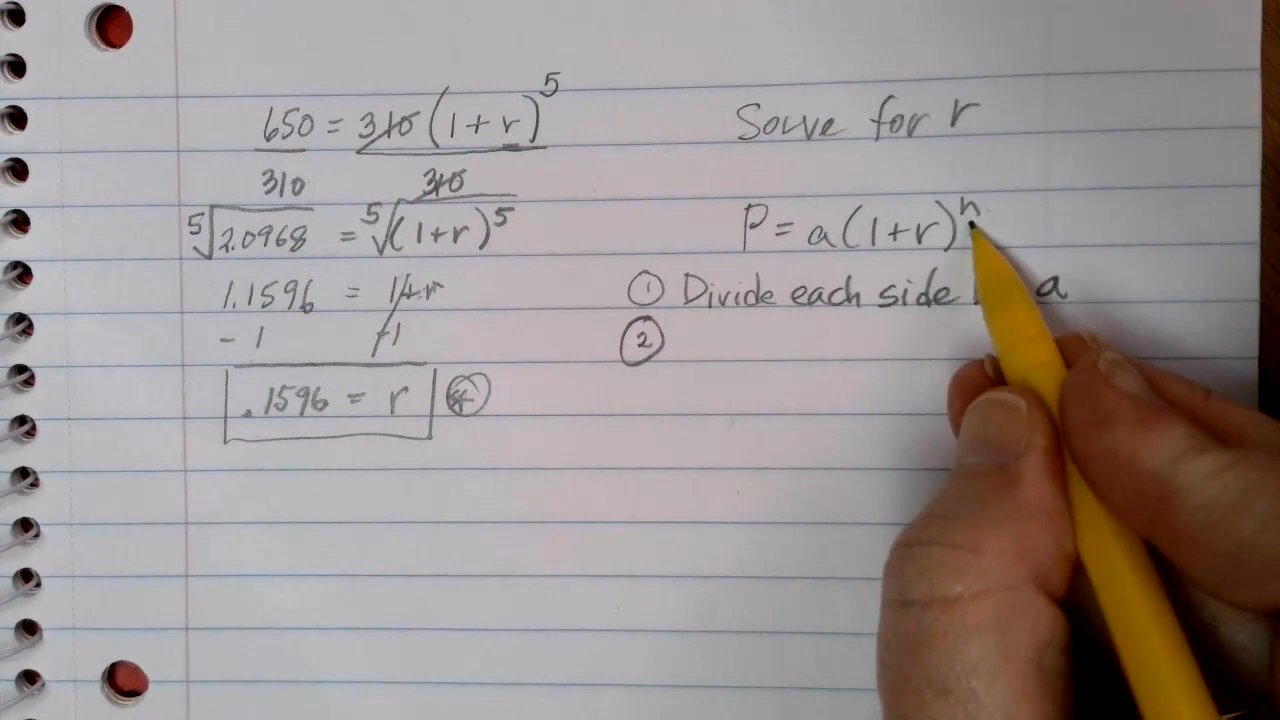 650 = 310(1+r)^5
310 310
⁵√2.0968 = ⁵√(1+r)^5
1.1596 = 1+r
-1 -1
.1596 = r *
Solve for r
P = a(1+r)^n
① Divide each side a
②